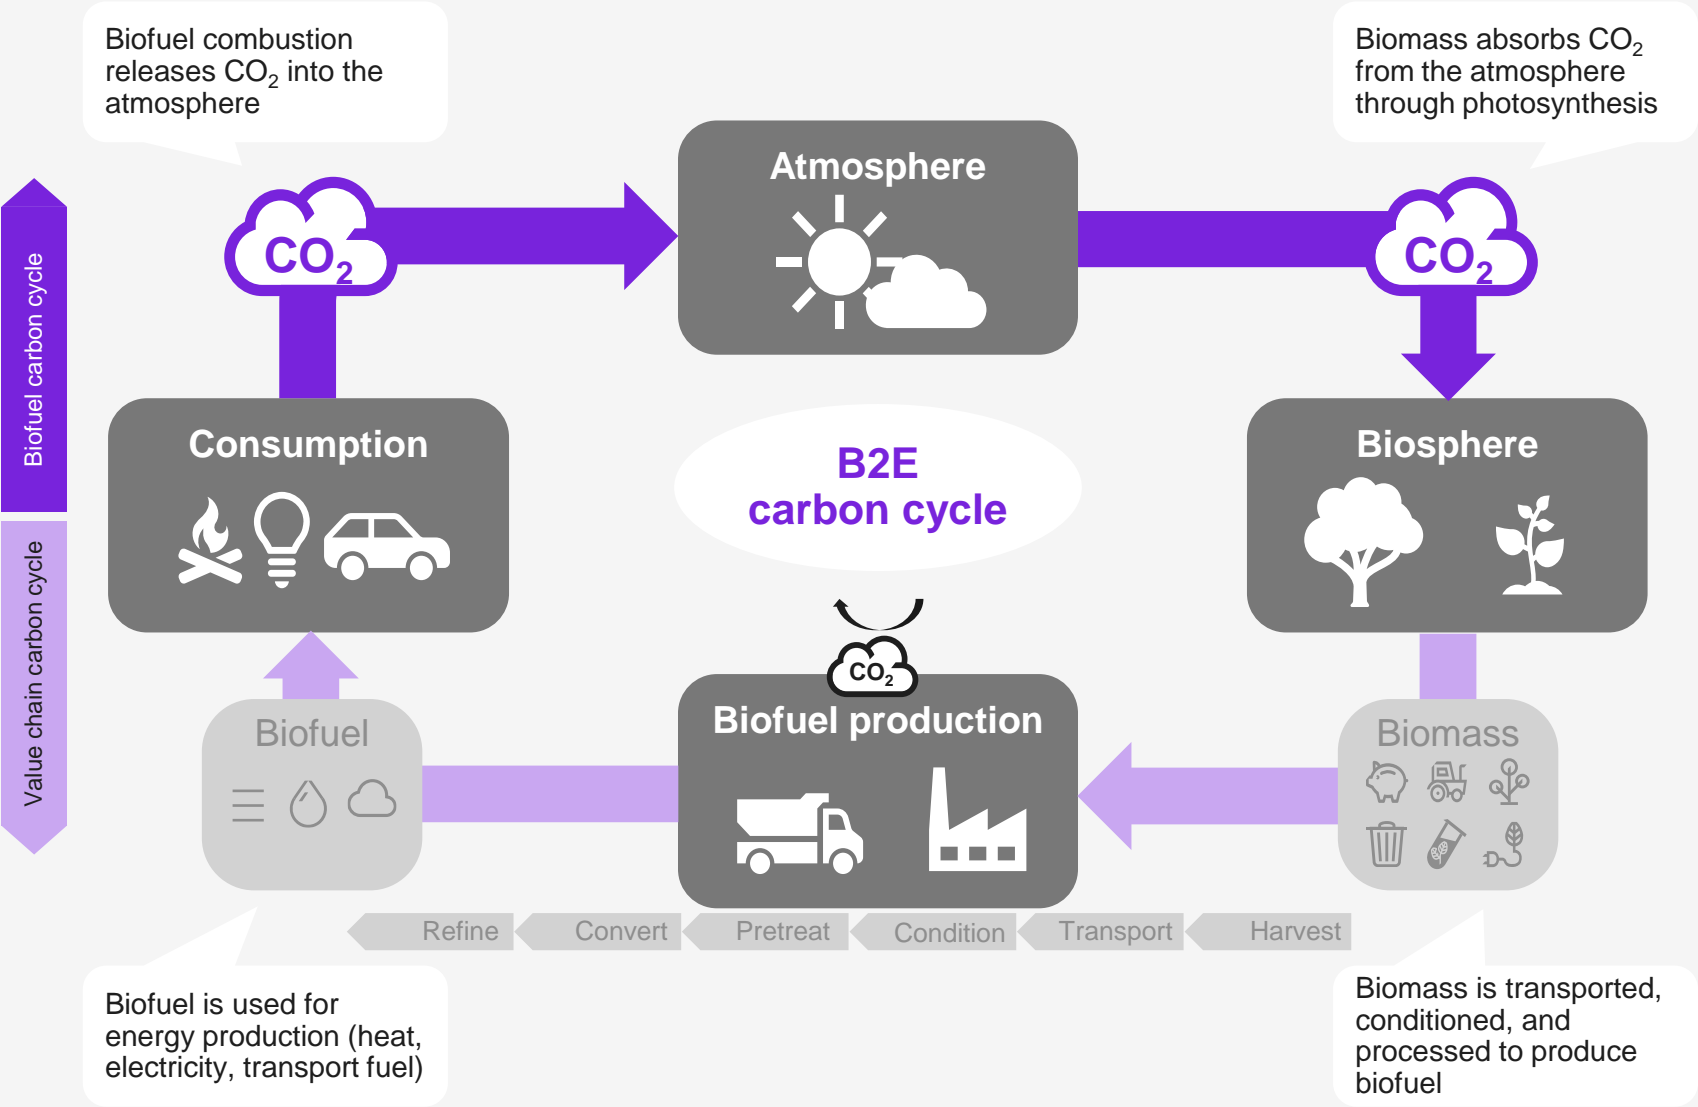 Biofuel combustion
releases CO₂ into the
atmosphere
Biomass absorbs CO₂
from the atmosphere
through photosynthesis
Atmosphere
CO₂
CO₂
Biofuel carbon cycle
Consumption
B2E
carbon cycle
Biosphere
Value chain carbon cycle
CO₂
Biofuel
Biofuel production
Biomass
Refine
Convert
Pretreat
Condition
Transport
Harvest
Biofuel is used for
energy production (heat,
electricity, transport fuel)
Biomass is transported,
conditioned, and
processed to produce
biofuel